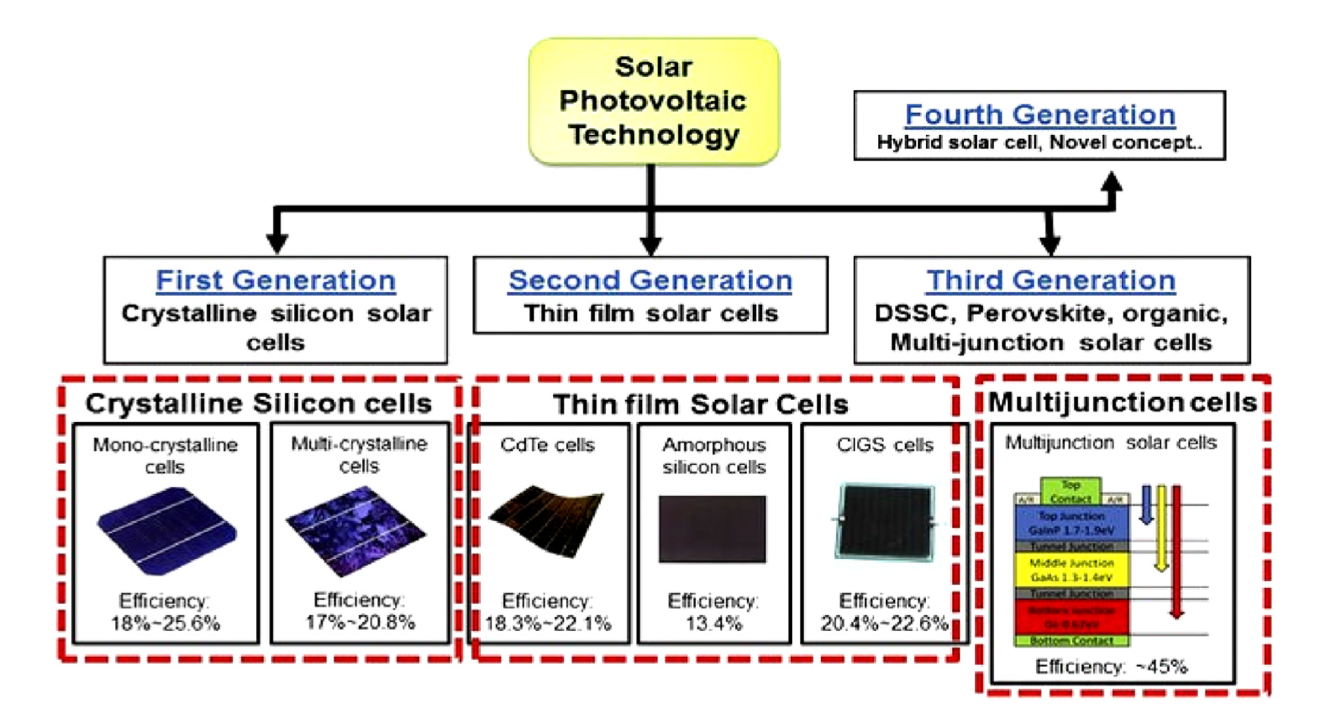 Solar
Photovoltaic
Technology
Fourth Generation
Hybrid solar cell, Novel concept..
First Generation
Crystalline silicon solar
cells
Second Generation
Thin film solar cells
Third Generation
DSSC, Perovskite, organic,
Multi-junction solar cells
Crystalline Silicon cells
Mono-crystalline
cells
Efficiency:
18%~25.6%
Multi-crystalline
cells
Efficiency:
17%~20.8%
Thin film Solar Cells
CdTe cells
Efficiency:
18.3%~22.1%
Amorphous
silicon cells
Efficiency:
13.4%
CIGS cells
Efficiency:
20.4%~22.6%
Multijunction cells
Multijunction solar cells
Top
A/R Contact A/R
Top Junction
GaInP 1.7-1.9eV
Tunnel Junction
Middle Junction
GaAs 1.3-1.4eV
Tunnel Junction
Bottom Junction
Bottom Contact
Efficiency: ~45%